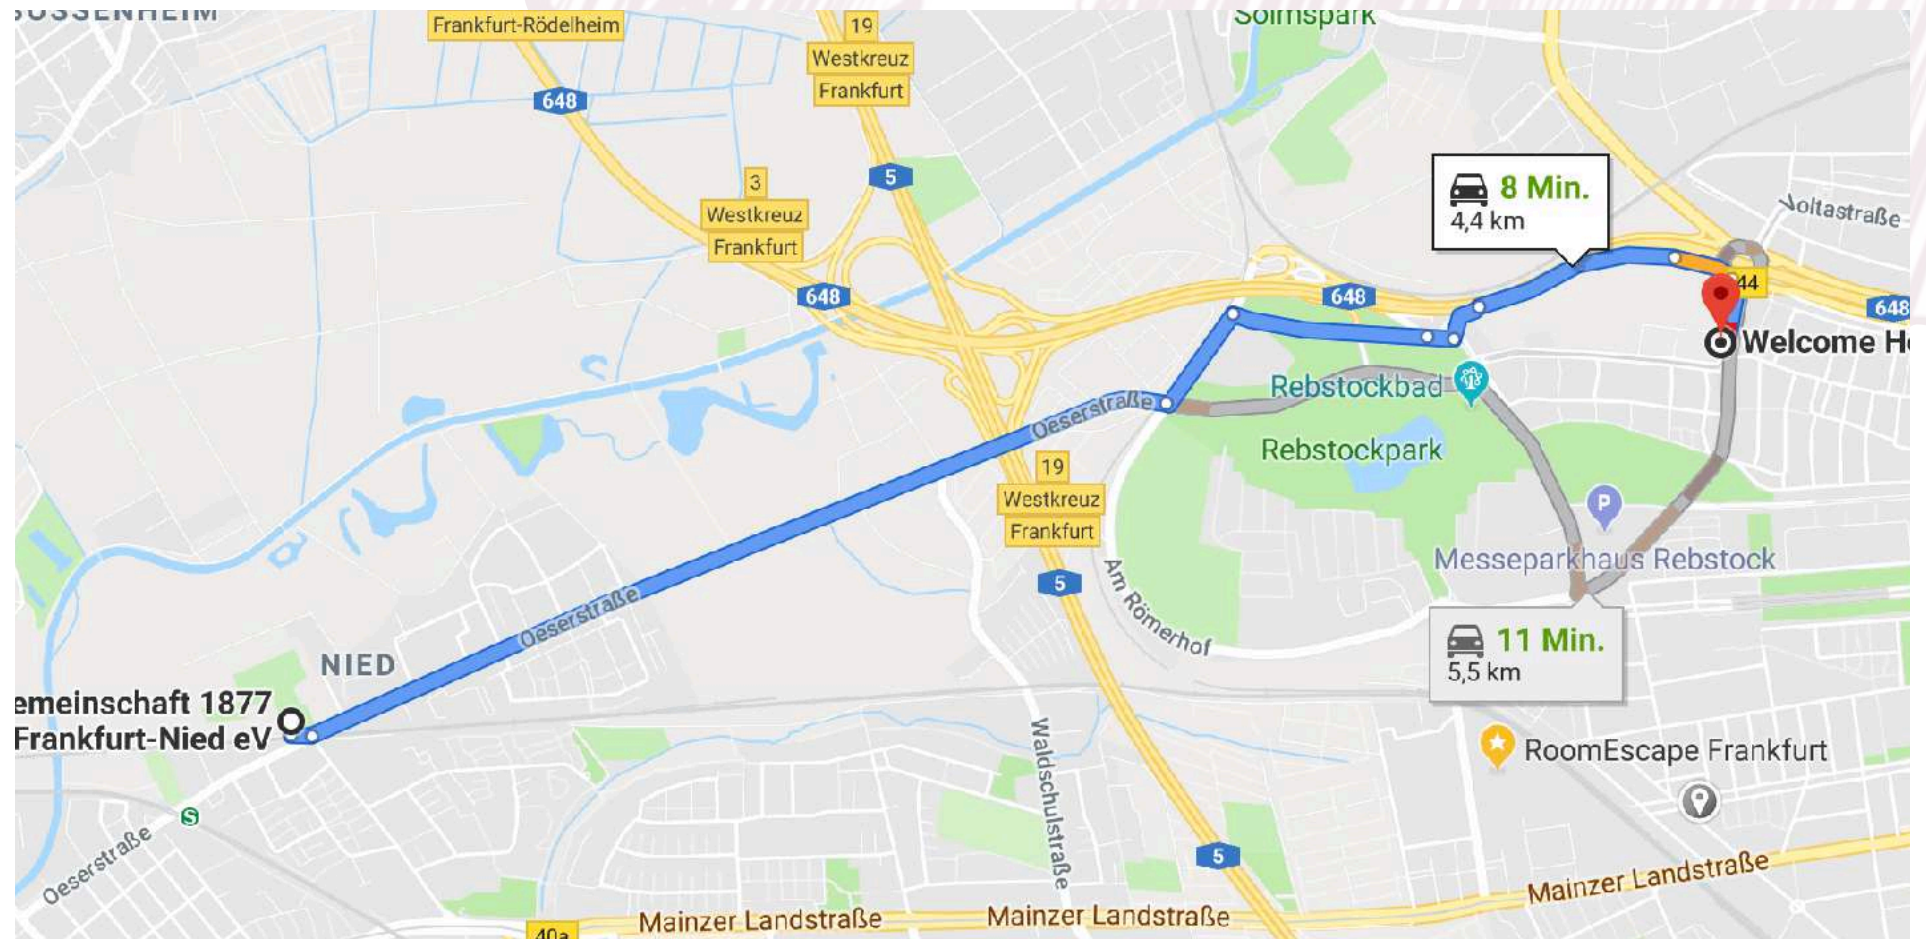 SOSSENHEIM
Frankfurt-Rödelheim
19
Westkreuz
Frankfurt
Solmspark
648
5
3
Westkreuz
Frankfurt
8 Min.
4,4 km
Voltastraße
648
648
44
648
Welcome H
Oeserstraße
Rebstockbad
Rebstockpark
19
Westkreuz
Frankfurt
P
Messeparkhaus Rebstock
5
Am Römerhof
Oeserstraße
11 Min.
5,5 km
NIED
emeinschaft 1877
Frankfurt-Nied eV
Waldschulstraße
RoomEscape Frankfurt
S
Oeserstraße
5
Mainzer Landstraße
Mainzer Landstraße
Mainzer Landstraße
40a